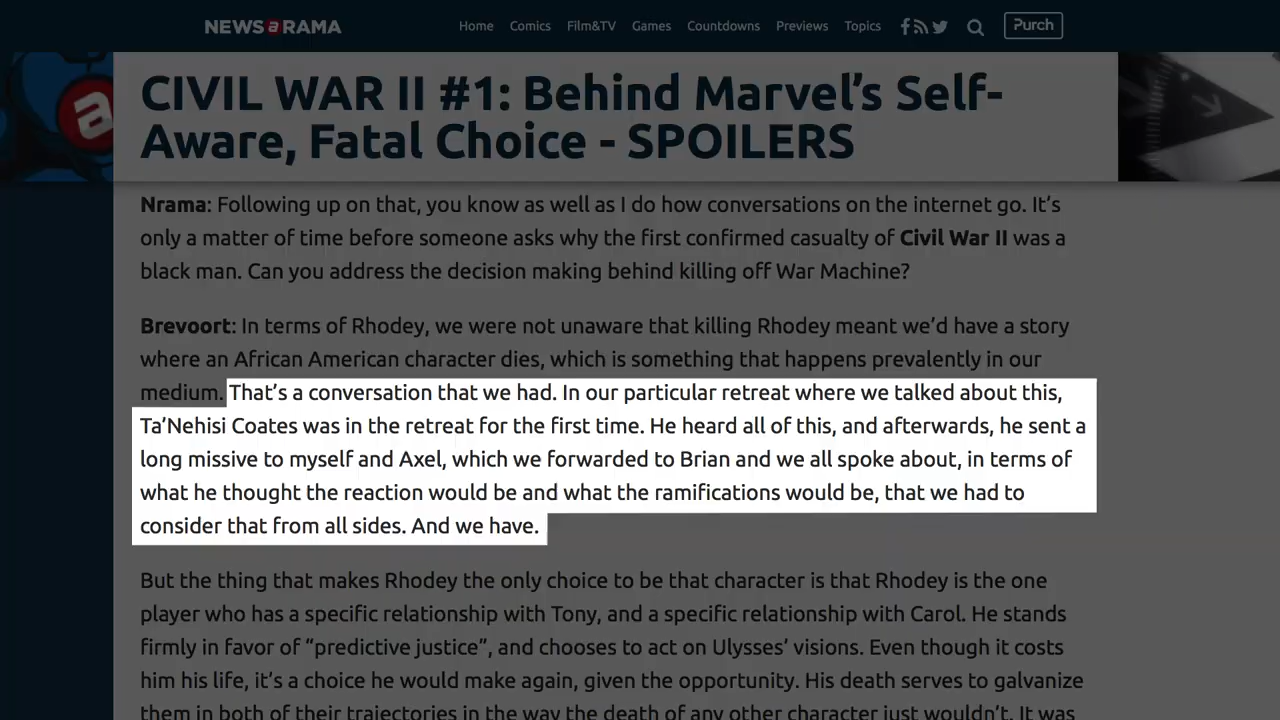 NEWSaRAMA Home Comics Film&TV Games Countdowns Previews Topics Purch
a
CIVIL WAR II #1: Behind Marvel's Self-
Aware, Fatal Choice - SPOILERS
Nrama: Following up on that, you know as well as I do how conversations on the internet go. It's
only a matter of time before someone asks why the first confirmed casualty of Civil War II was a
black man. Can you address the decision making behind killing off War Machine?
Brevoort: In terms of Rhodey, we were not unaware that killing Rhodey meant we'd have a story
where an African American character dies, which is something that happens prevalently in our
medium. That's a conversation that we had. In our particular retreat where we talked about this,
Ta'Nehisi Coates was in the retreat for the first time. He heard all of this, and afterwards, he sent a
long missive to myself and Axel, which we forwarded to Brian and we all spoke about, in terms of
what he thought the reaction would be and what the ramifications would be, that we had to
consider that from all sides. And we have.
But the thing that makes Rhodey the only choice to be that character is that Rhodey is the one
player who has a specific relationship with Tony, and a specific relationship with Carol. He stands
firmly in favor of “predictive justice”, and chooses to act on Ulysses' visions. Even though it costs
him his life, it's a choice he would make again, given the opportunity. His death serves to galvanize
them in both of their trajectories in the way the death of any other character just wouldn't. It was